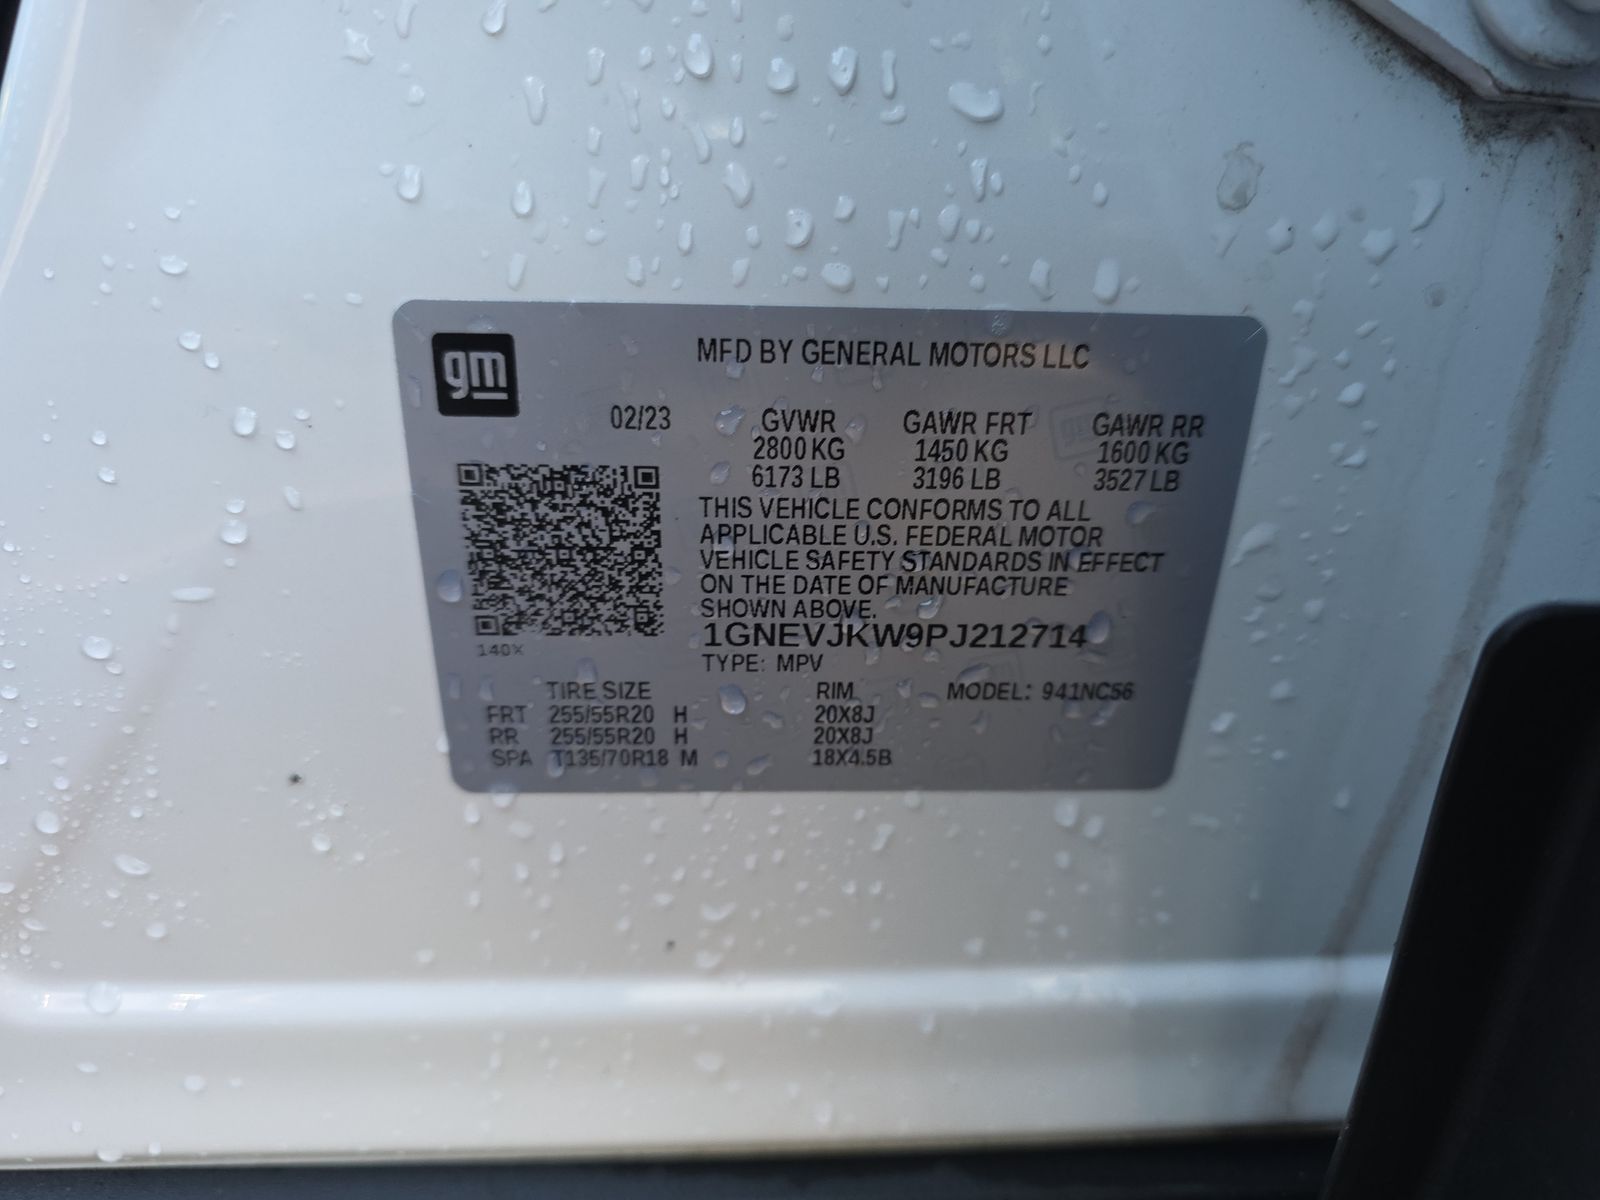 gm
MFD BY GENERAL MOTORS LLC
02/23 GVWR GAWR FRT GAWR RR
2800 KG 1450 KG 1600 KG
6173 LB 3196 LB 3527 LB
THIS VEHICLE CONFORMS TO ALL
APPLICABLE U.S. FEDERAL MOTOR
VEHICLE SAFETY STANDARDS IN EFFECT
ON THE DATE OF MANUFACTURE
SHOWN ABOVE.
1GNEVJKW9PJ212714
140X
TYPE: MPV
TIRE SIZE RIM MODEL: 941NC56
FRT 255/55R20 H 20X8J
RR 255/55R20 H 20X8J
SPA T135/70R18 M 18X4.5B